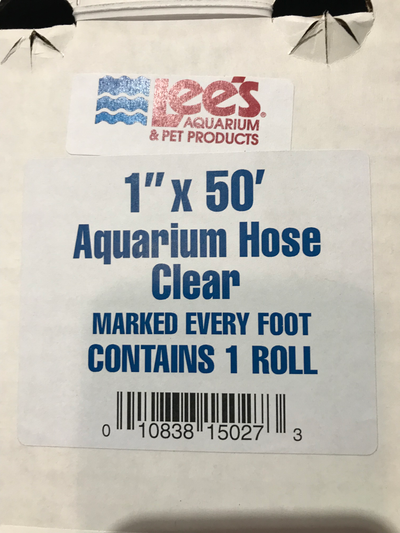 Lee's®
AQUARIUM
& PET PRODUCTS
1" x 50'
Aquarium Hose
Clear
MARKED EVERY FOOT
CONTAINS 1 ROLL
0 10838 15027 3